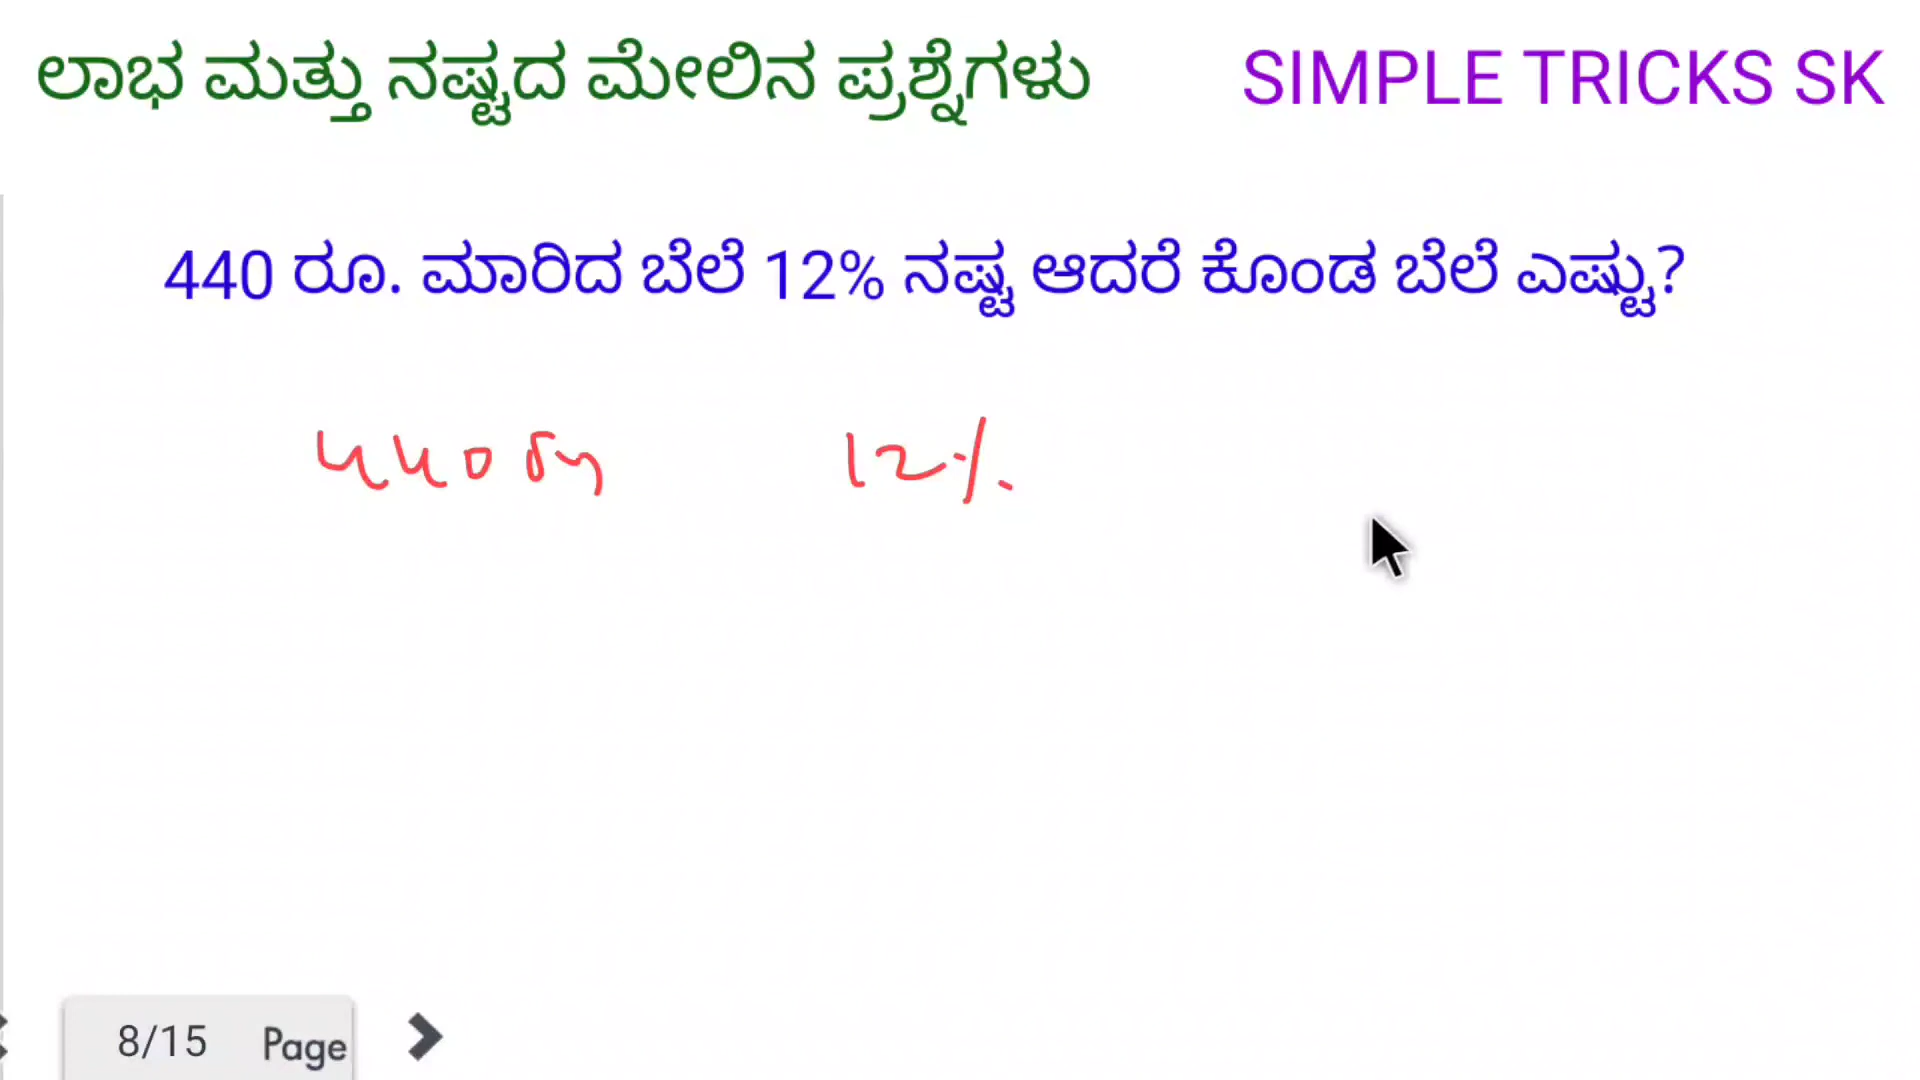 ಲಾಭ ಮತ್ತು ನಷ್ಟದ ಮೇಲಿನ ಪ್ರಶ್ನೆಗಳು SIMPLE TRICKS SK
440 ರೂ. ಮಾರಿದ ಬೆಲೆ 12% ನಷ್ಟ ಆದರೆ ಕೊಂಡ ಬೆಲೆ ಎಷ್ಟು?
440 ರೂ 12%
8/15 Page